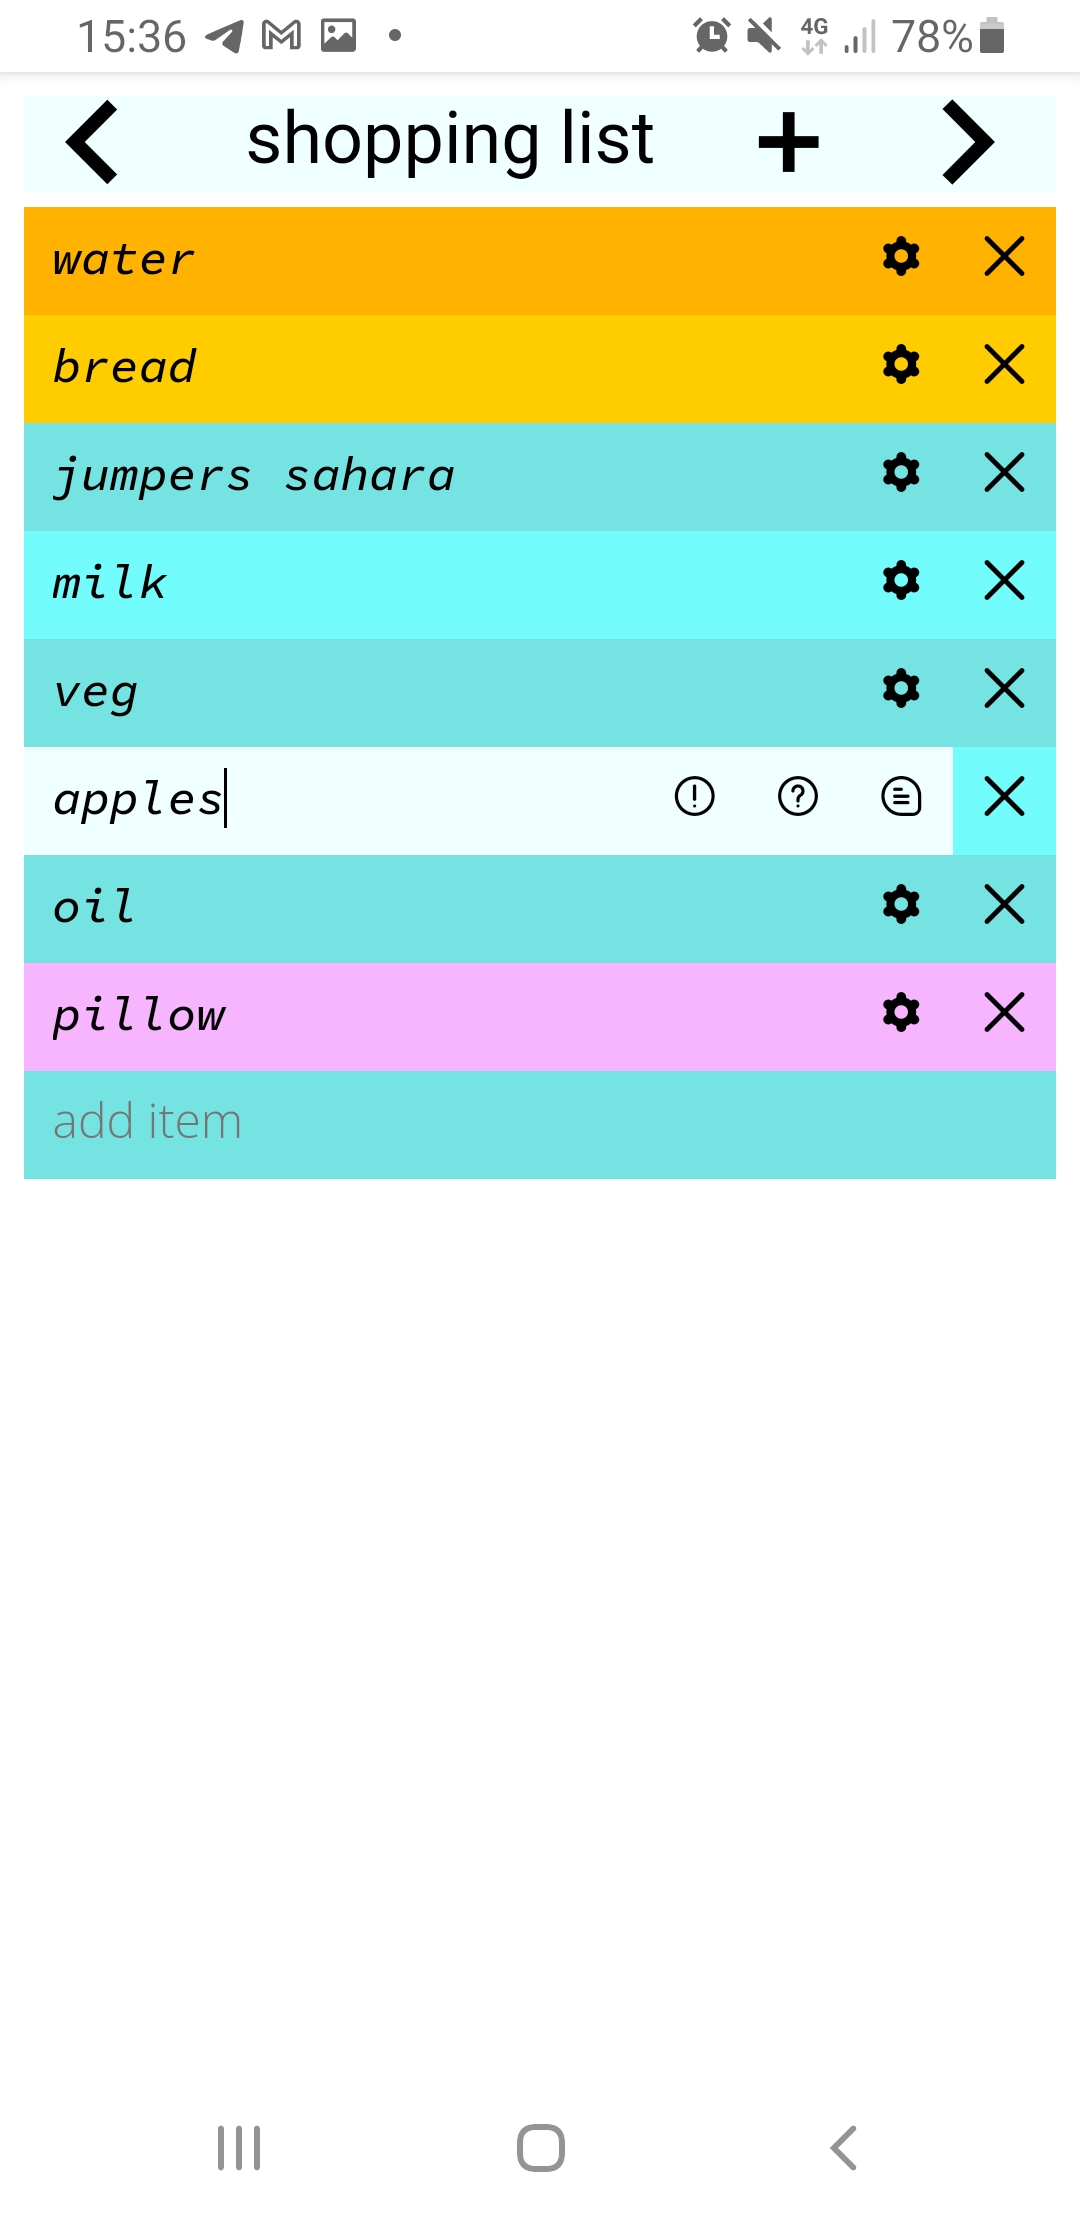 15:36 4G 78%
shopping list
water
bread
jumpers sahara
milk
veg
apples
oil
pillow
add item